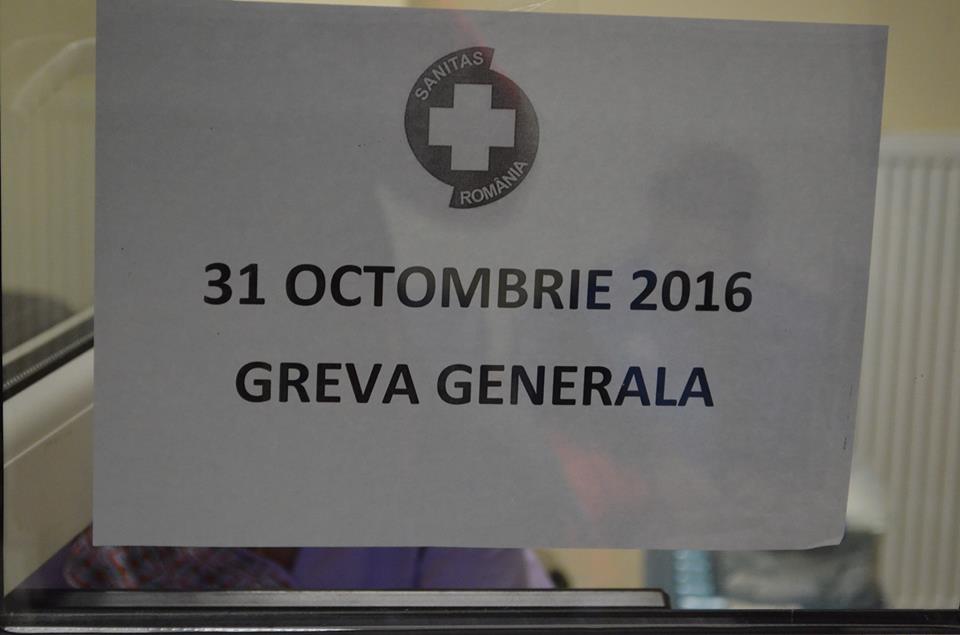 SANITAS
ROMÂNIA
31 OCTOMBRIE 2016
GREVA GENERALA